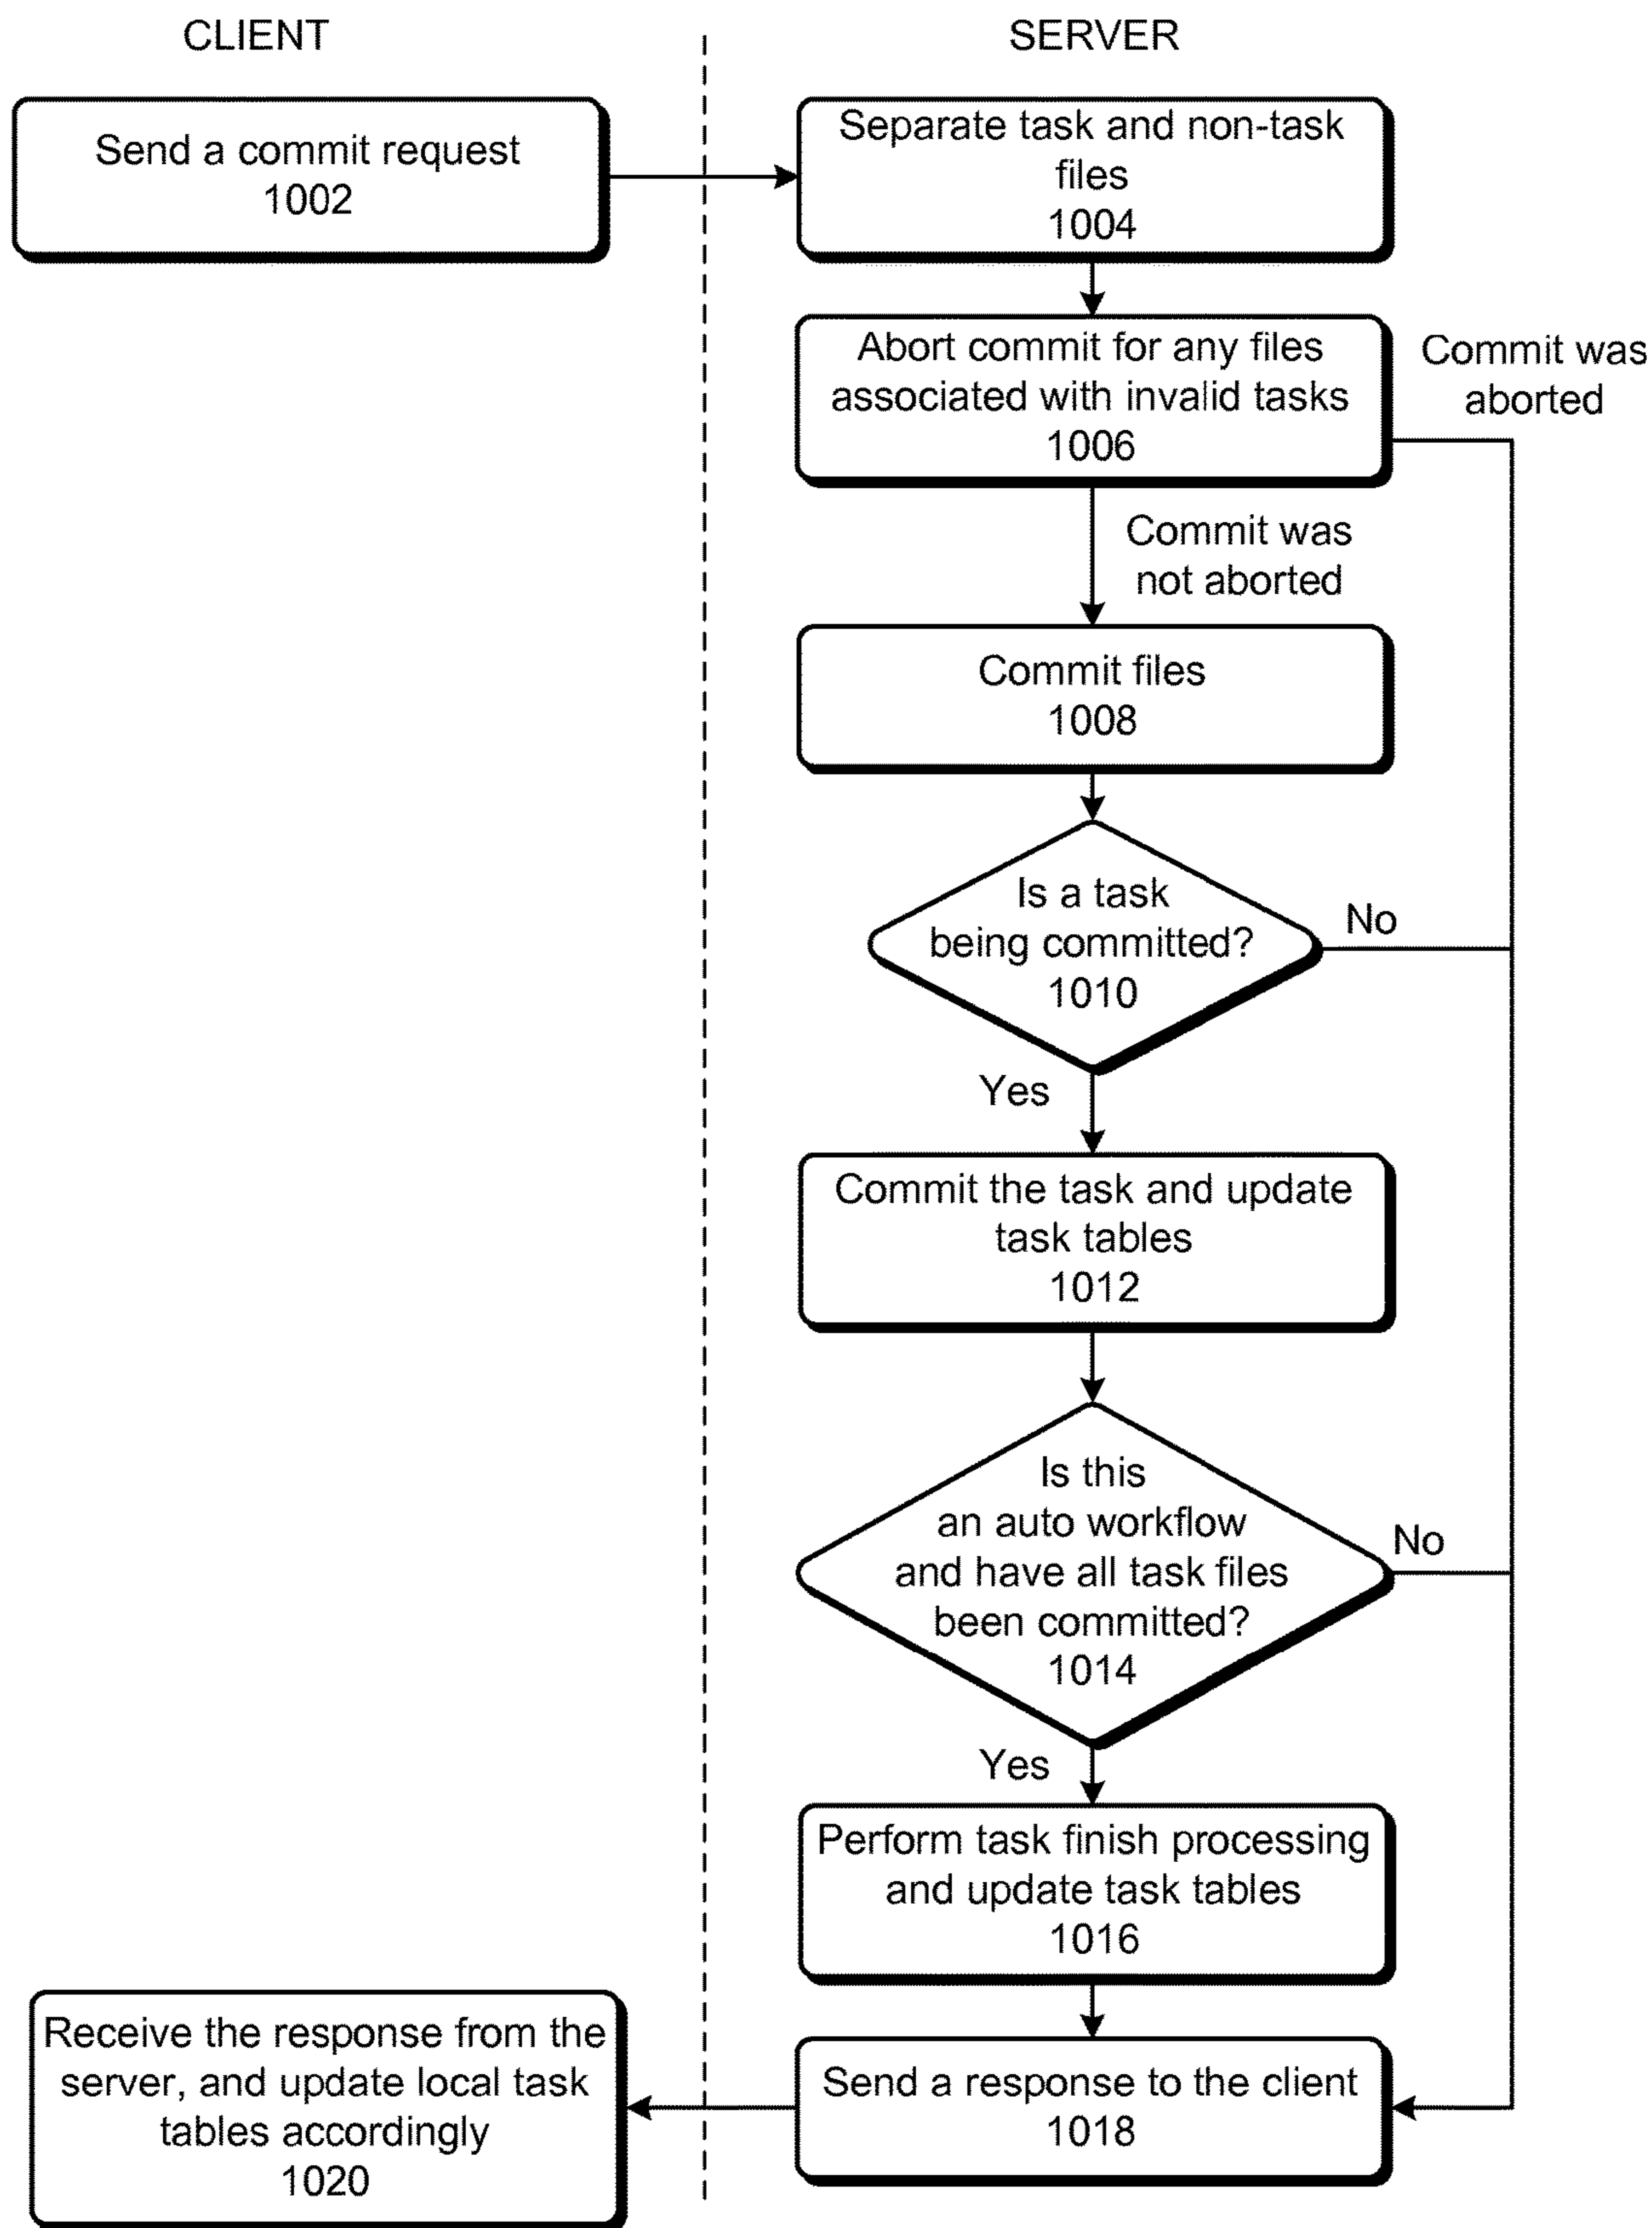 CLIENT
SERVER
Send a commit request
1002
Separate task and non-task
files
1004
Abort commit for any files
associated with invalid tasks
1006
Commit was
aborted
Commit was
not aborted
Commit files
1008
Is a task
being committed?
1010
No
Yes
Commit the task and update
task tables
1012
Is this
an auto workflow
and have all task files
been committed?
1014
No
Yes
Perform task finish processing
and update task tables
1016
Send a response to the client
1018
Receive the response from the
server, and update local task
tables accordingly
1020